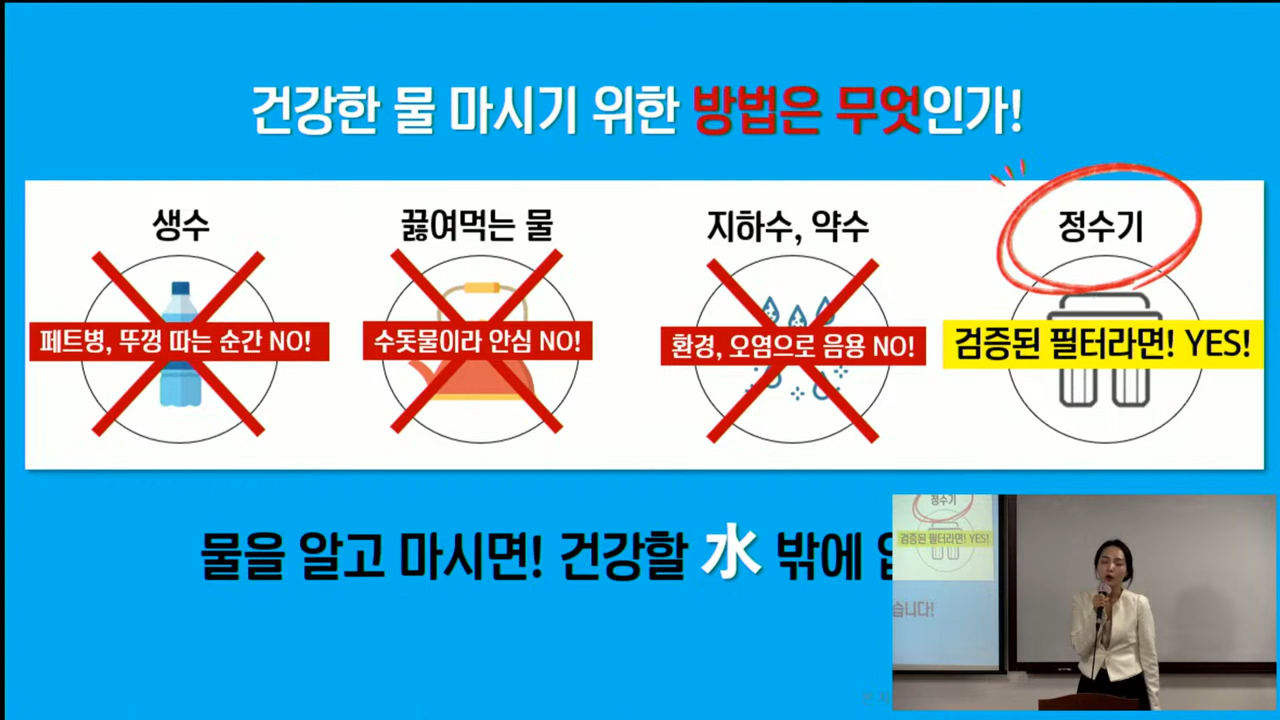 건강한 물 마시기 위한 방법은 무엇인가!
생수
끓여먹는 물
지하수, 약수
정수기
페트병, 뚜껑 따는 순간 NO!
수돗물이라 안심 NO!
환경, 오염으로 음용 NO!
검증된 필터라면! YES!
물을 알고 마시면! 건강할 水 밖에
정수기
검증된 필터라면! YES!
습니다!